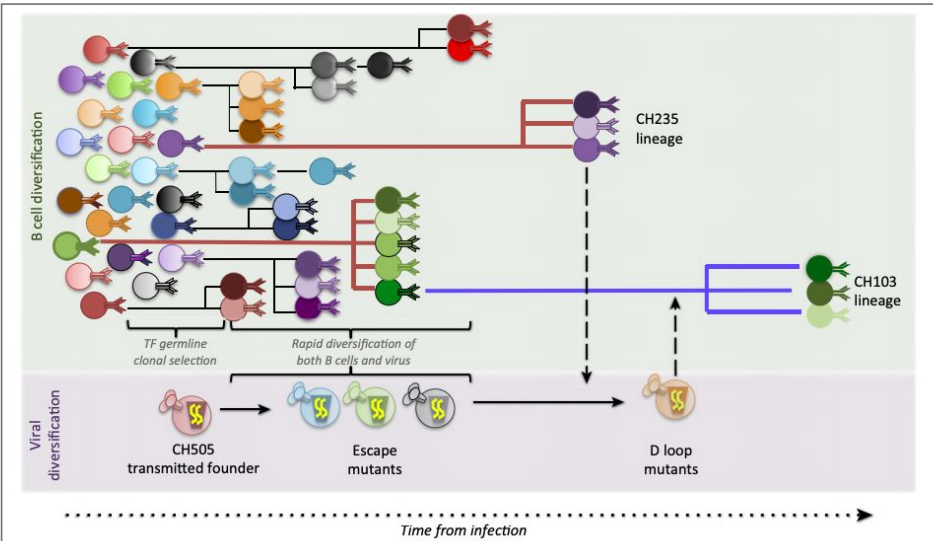 B cell diversification
CH235
lineage
CH103
lineage
TF germline
clonal selection
Rapid diversification of
both B cells and virus
Viral
diversification
CH505
transmitted founder
Escape
mutants
D loop
mutants
Time from infection